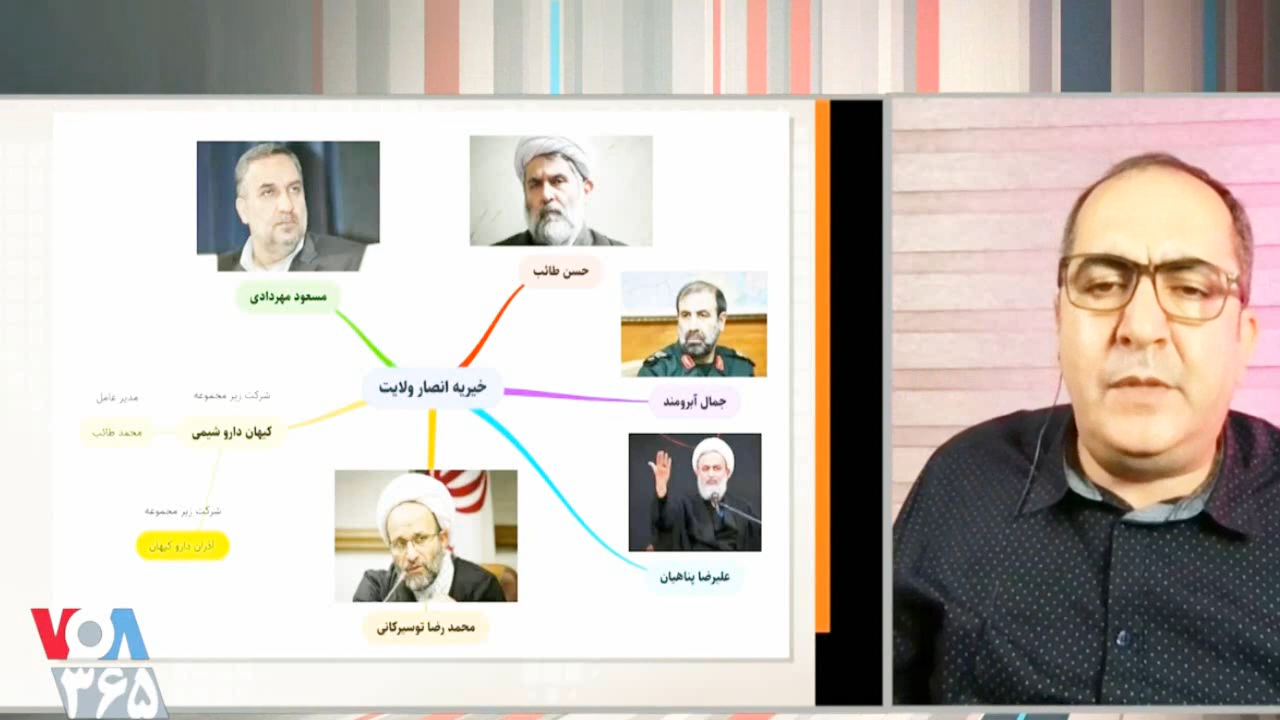 حسن طائب
مسعود مهردادی
جمال آبرومند
خیریه انصار ولایت
شرکت زیر مجموعه
مدیر عامل
کیهان دارو شیمی
محمد طائب
شرکت زیر مجموعه
آذران دارو کیهان
علیرضا پناهیان
محمد رضا توسیرکانی
VOA
۳۶۵